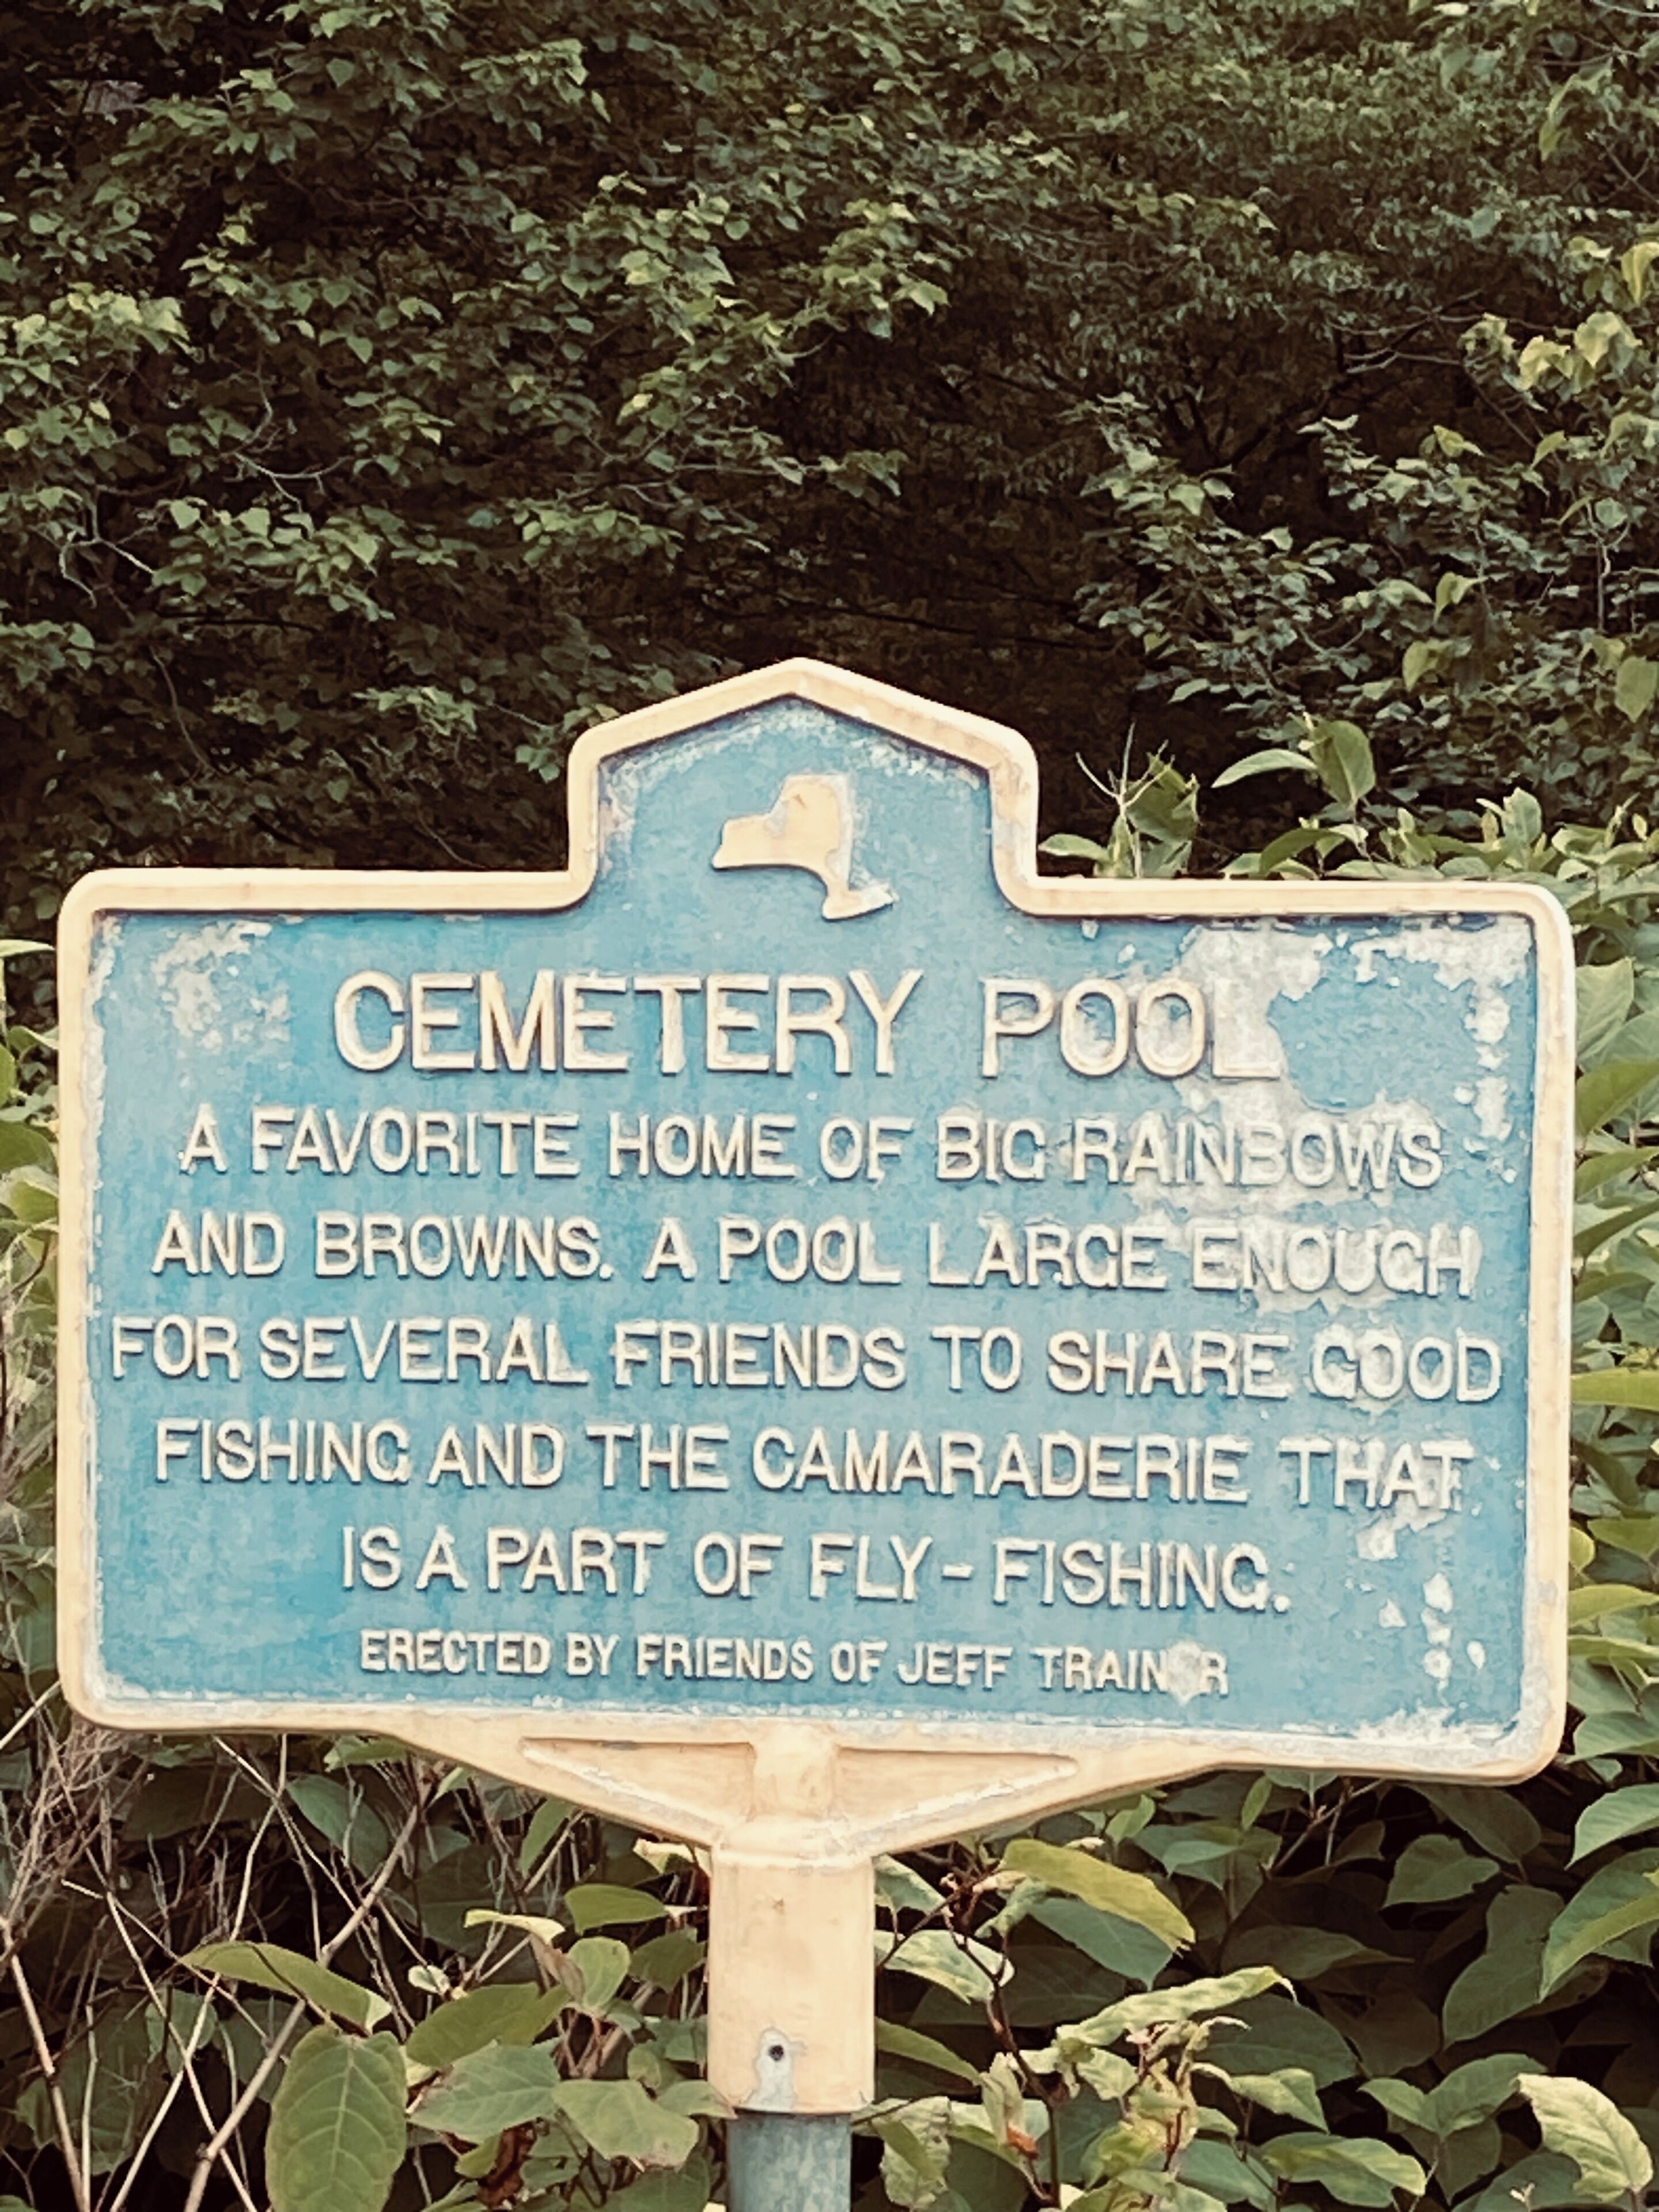 CEMETERY POOL
A FAVORITE HOME OF BIG RAINBOWS
AND BROWNS. A POOL LARGE ENOUGH
FOR SEVERAL FRIENDS TO SHARE GOOD
FISHING AND THE CAMARADERIE THAT
IS A PART OF FLY-FISHING.
ERECTED BY FRIENDS OF JEFF TRAINOR